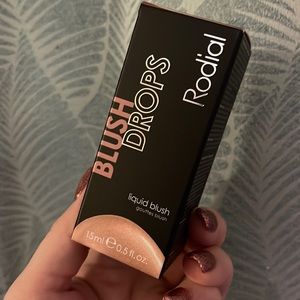 Rodial
BLUSH
DROPS
liquid blush
gouttes blush
15ml ℮ 0.5 fl. oz.